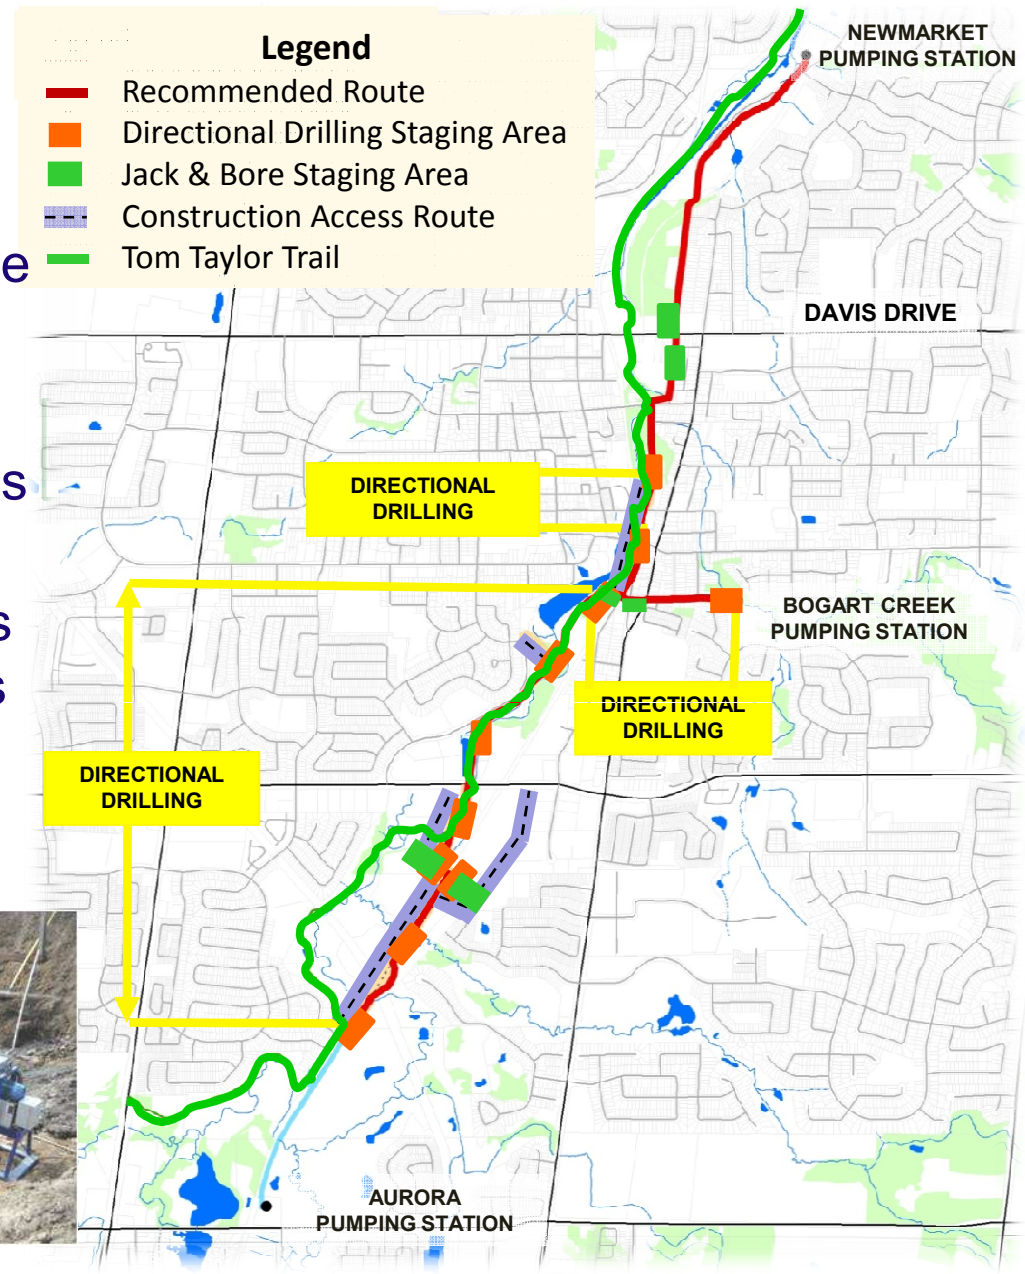 Legend
Recommended Route
Directional Drilling Staging Area
Jack & Bore Staging Area
Construction Access Route
Tom Taylor Trail
e
s
s
s
NEWMARKET
PUMPING STATION
DAVIS DRIVE
DIRECTIONAL
DRILLING
BOGART CREEK
PUMPING STATION
DIRECTIONAL
DRILLING
DIRECTIONAL
DRILLING
AURORA
PUMPING STATION